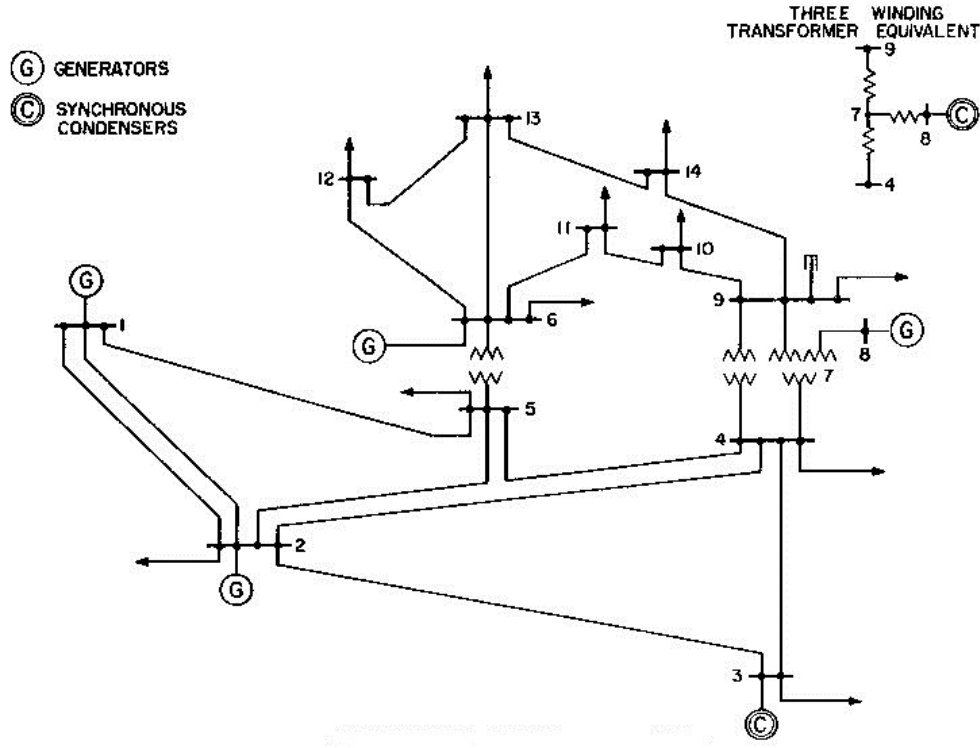 THREE WINDING
TRANSFORMER EQUIVALENT
9
7
C
8
4
G GENERATORS
C SYNCHRONOUS
CONDENSERS
13
12
14
11
10
G
1
9
6
G
8
G
7
5
4
2
G
3
C